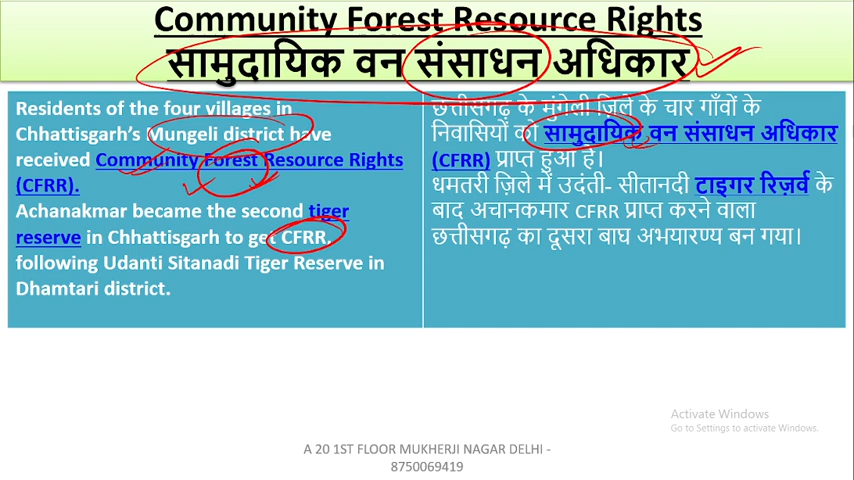 Community Forest Resource Rights
सामुदायिक वन संसाधन अधिकार
Residents of the four villages in
Chhattisgarh's Mungeli district have
received Community Forest Resource Rights
(CFRR).
Achanakmar became the second tiger
reserve in Chhattisgarh to get CFRR,
following Udanti Sitanadi Tiger Reserve in
Dhamtari district.
छत्तीसगढ़ के मुंगेली ज़िले के चार गाँवों के
निवासियों को सामुदायिक वन संसाधन अधिकार
(CFRR) प्राप्त हुआ है।
धमतरी ज़िले में उदंती- सीतानदी टाइगर रिज़र्व के
बाद अचानकमार CFRR प्राप्त करने वाला
छत्तीसगढ़ का दूसरा बाघ अभयारण्य बन गया।
Activate Windows
Go to Settings to activate Windows.
A 20 1ST FLOOR MUKHERJI NAGAR DELHI -
8750069419